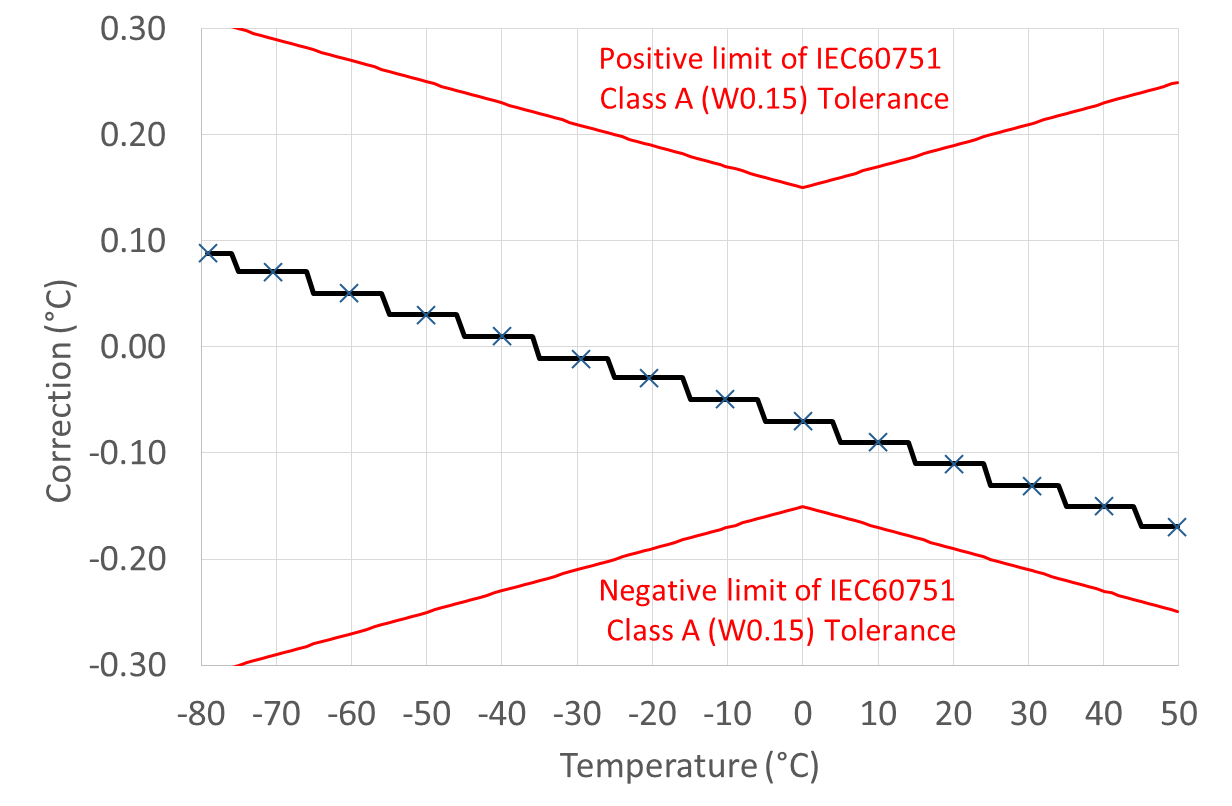 0.30
0.20
0.10
0.00
-0.10
-0.20
-0.30
Correction (°C)
Positive limit of IEC60751
Class A (W0.15) Tolerance
Negative limit of IEC60751
Class A (W0.15) Tolerance
-80 -70 -60 -50 -40 -30 -20 -10 0 10 20 30 40 50
Temperature (°C)